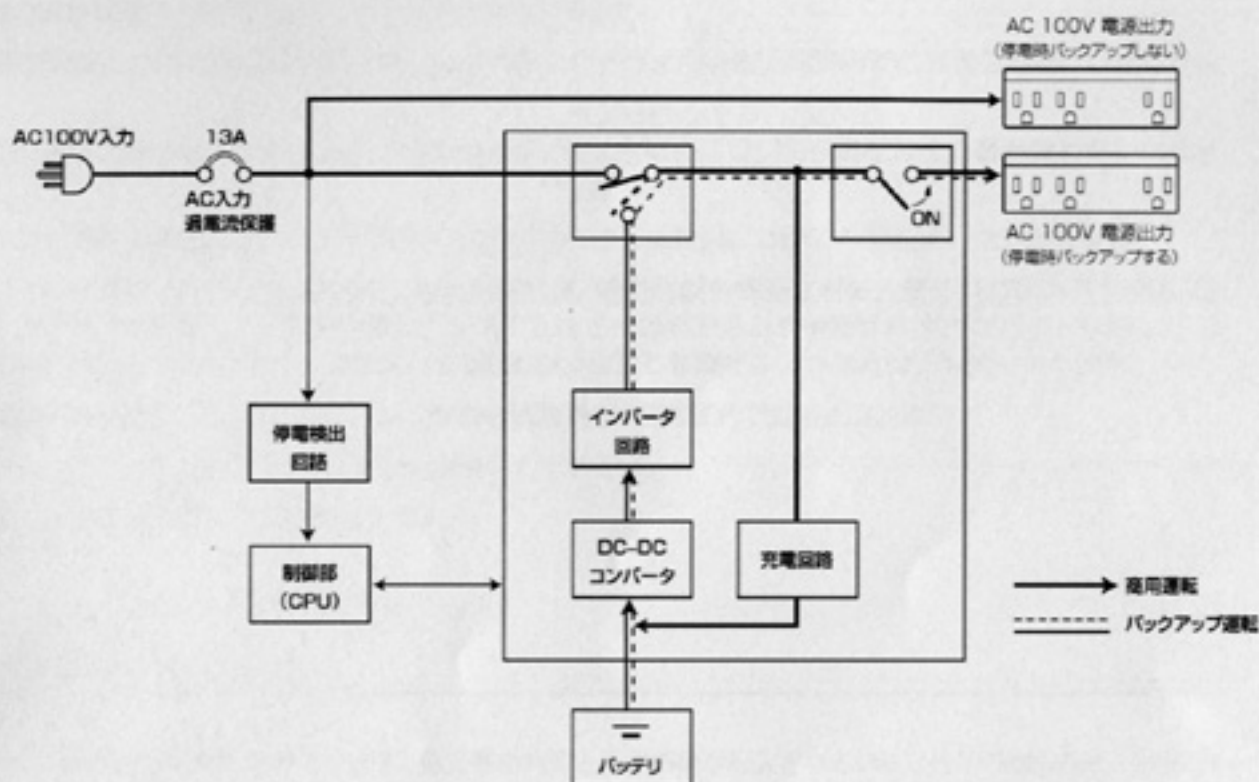 AC 100V 電源出力
(停電時バックアップしない)
AC100V入力
13A
AC入力
過電流保護
ON
AC 100V 電源出力
(停電時バックアップする)
停電検出
回路
インバータ
回路
制御部
(CPU)
DC-DC
コンバータ
充電回路
商用運転
バックアップ運転
バッテリ